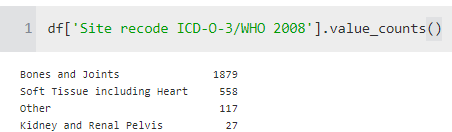 1 df['Site recode ICD-O-3/WHO 2008'].value_counts()
Bones and Joints 1879
Soft Tissue including Heart 558
Other 117
Kidney and Renal Pelvis 27